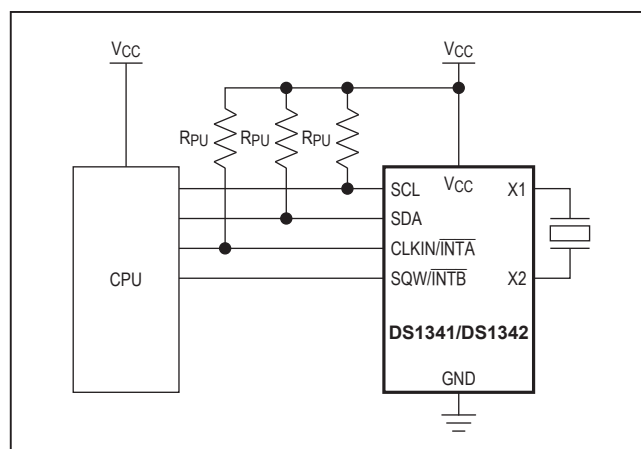 VCC
VCC
RPU
RPU
RPU
SCL
VCC
X1
SDA
CLKIN/INTA
CPU
SQW/INTB
X2
DS1341/DS1342
GND